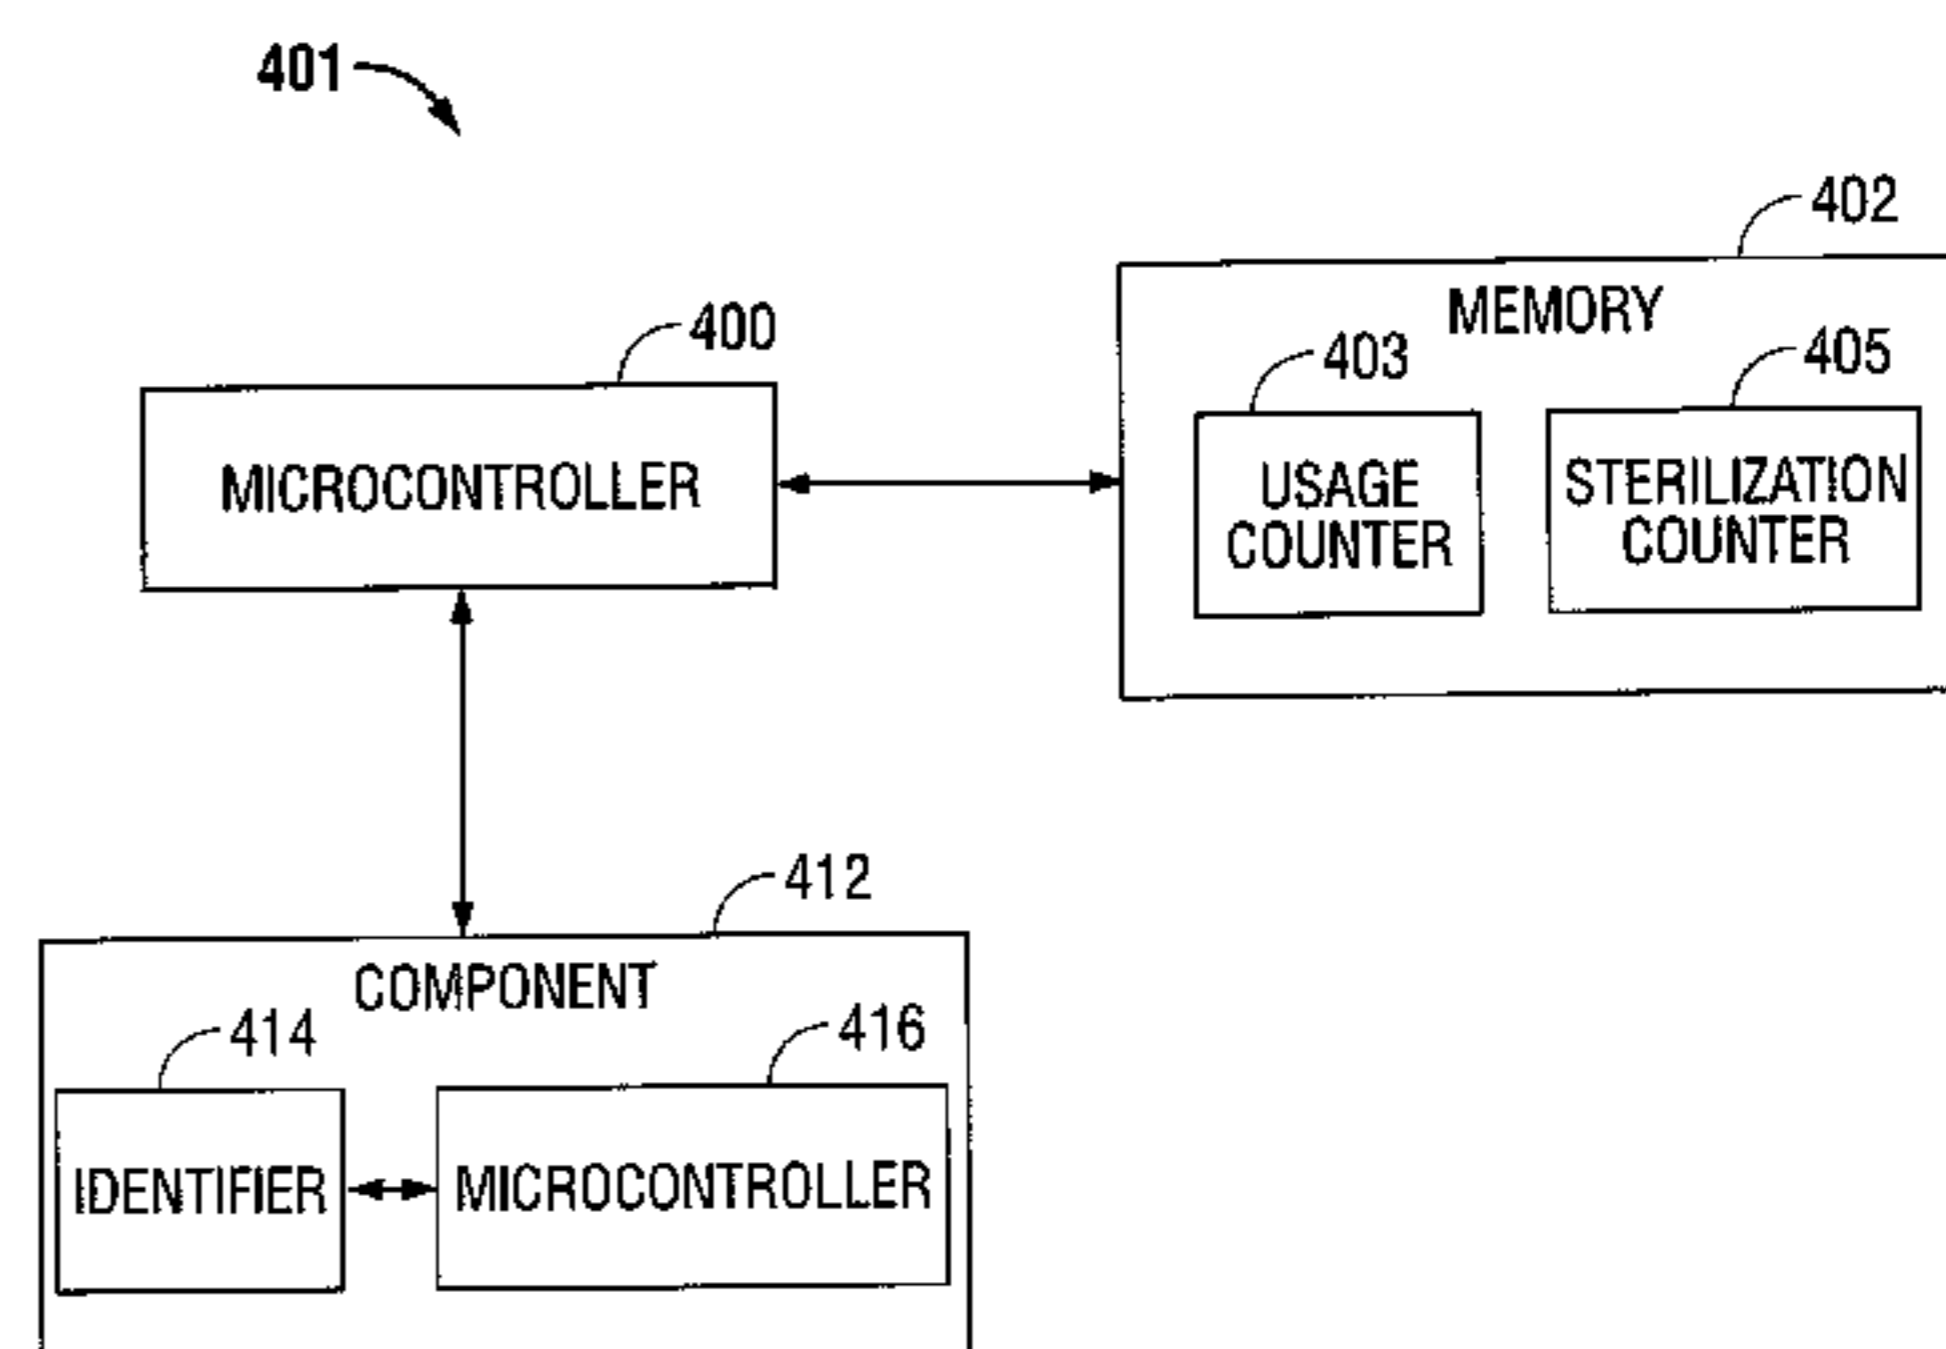 401
402
MEMORY
400
403
405
MICROCONTROLLER
USAGE
COUNTER
STERILIZATION
COUNTER
412
COMPONENT
414
416
IDENTIFIER
MICROCONTROLLER